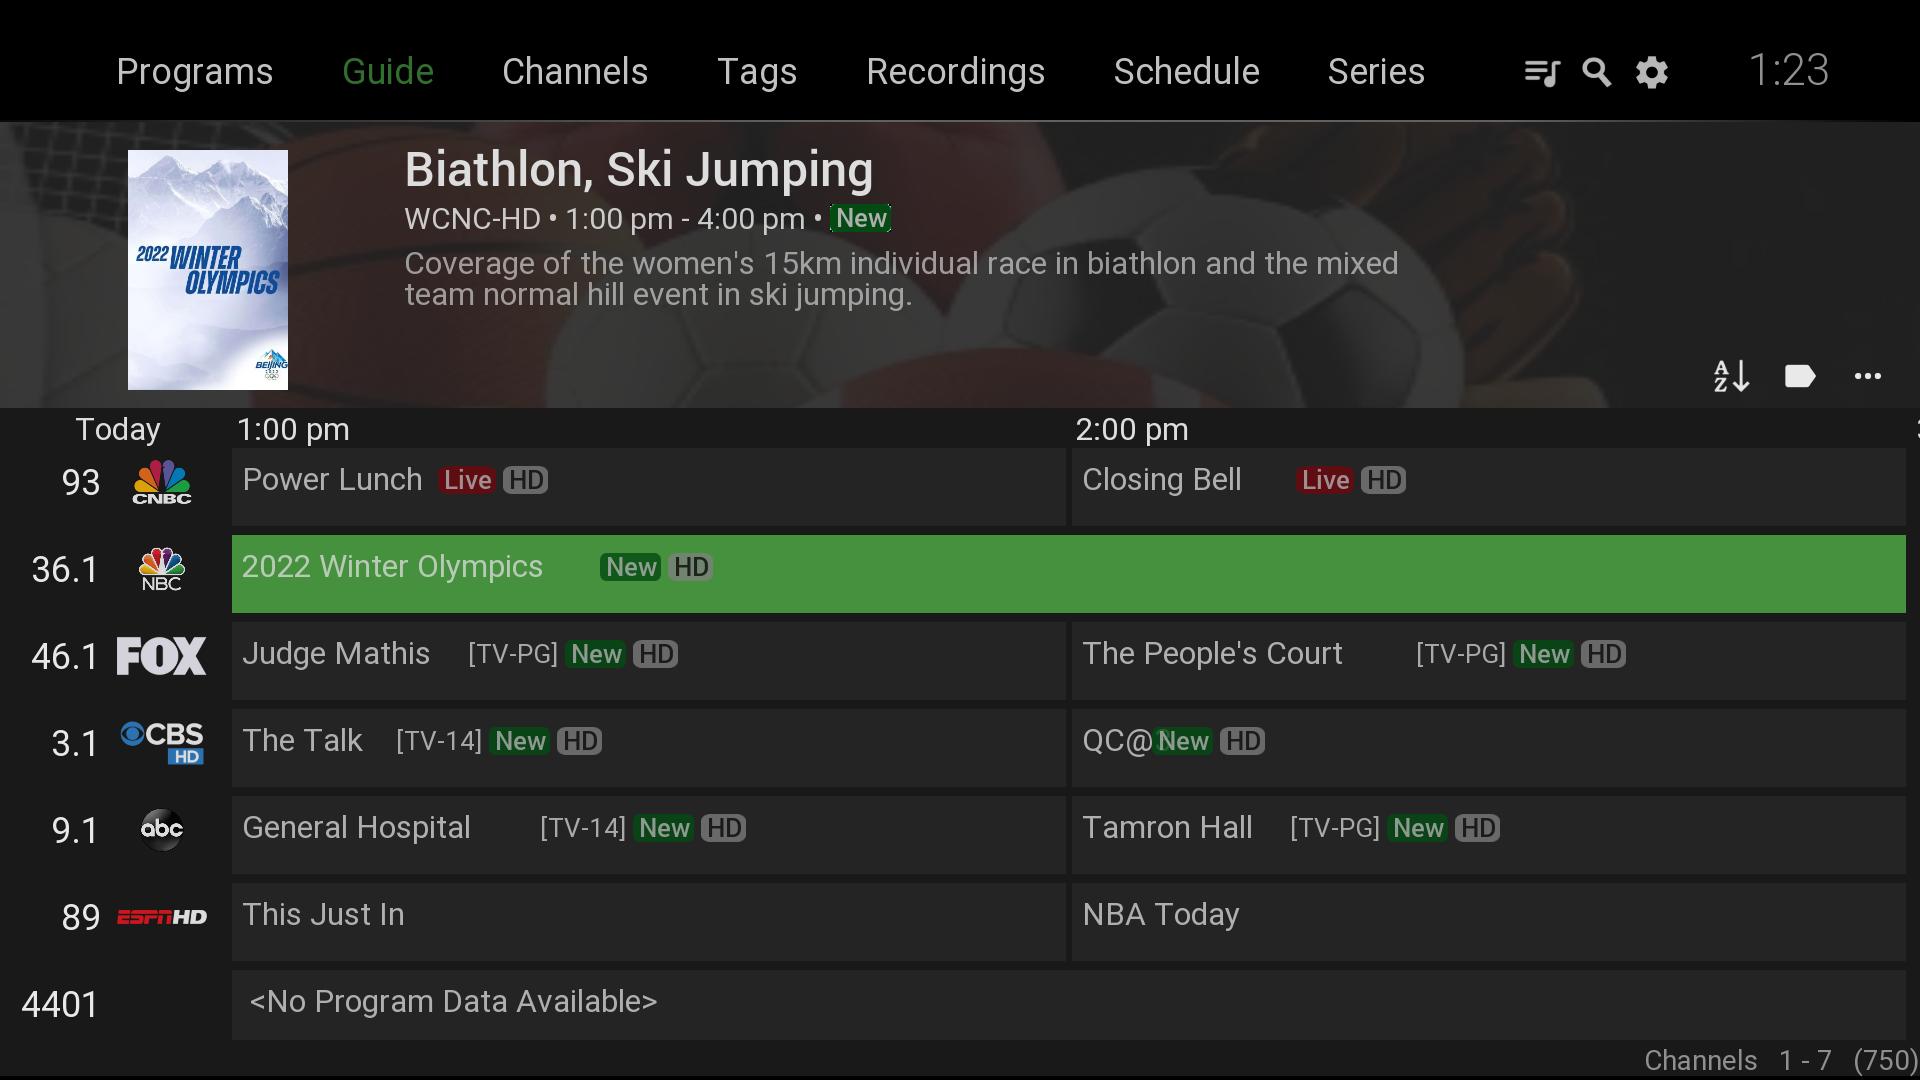 Programs Guide Channels Tags Recordings Schedule Series 1:23
Biathlon, Ski Jumping
WCNC-HD • 1:00 pm - 4:00 pm • New
Coverage of the women's 15km individual race in biathlon and the mixed
team normal hill event in ski jumping.
2022 WINTER
OLYMPICS
BEIJING
2022
A
Z
Today 1:00 pm 2:00 pm
93 CNBC Power Lunch Live HD Closing Bell Live HD
36.1 NBC 2022 Winter Olympics New HD
46.1 FOX Judge Mathis [TV-PG] New HD The People's Court [TV-PG] New HD
3.1 CBS HD The Talk [TV-14] New HD QC@ New HD
9.1 abc General Hospital [TV-14] New HD Tamron Hall [TV-PG] New HD
89 ESPN HD This Just In NBA Today
4401 <No Program Data Available>
Channels 1 - 7 (750)